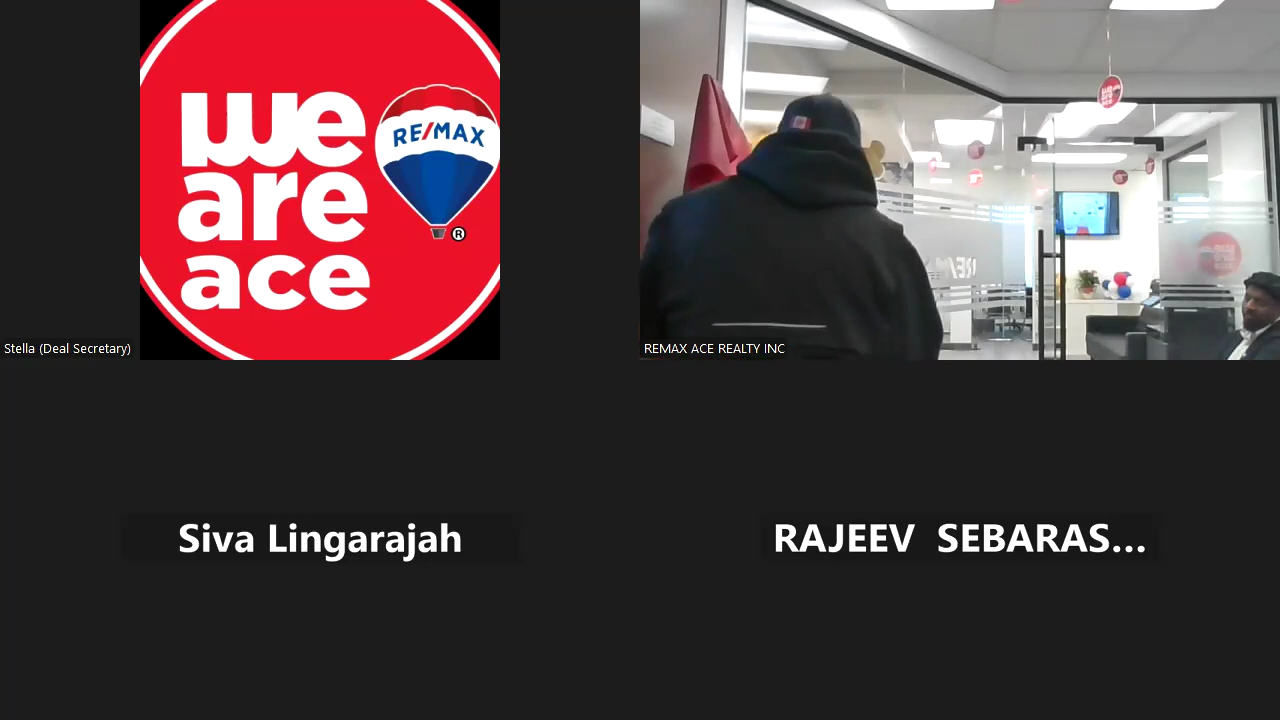 we
are
ace
RE/MAX
®
Stella (Deal Secretary)
REMAX ACE REALTY INC
Siva Lingarajah
RAJEEV SEBARAS...